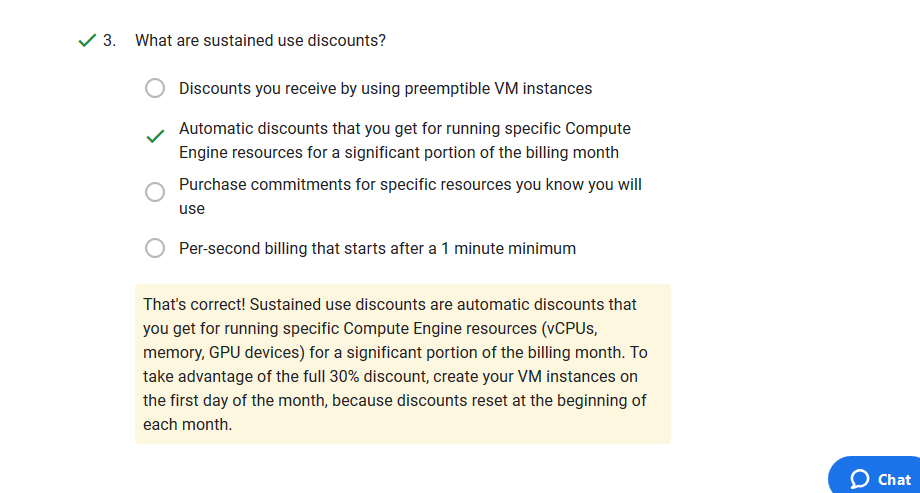 3. What are sustained use discounts?
Discounts you receive by using preemptible VM instances
Automatic discounts that you get for running specific Compute
Engine resources for a significant portion of the billing month
Purchase commitments for specific resources you know you will
use
Per-second billing that starts after a 1 minute minimum
That's correct! Sustained use discounts are automatic discounts that
you get for running specific Compute Engine resources (vCPUs,
memory, GPU devices) for a significant portion of the billing month. To
take advantage of the full 30% discount, create your VM instances on
the first day of the month, because discounts reset at the beginning of
each month.
Chat